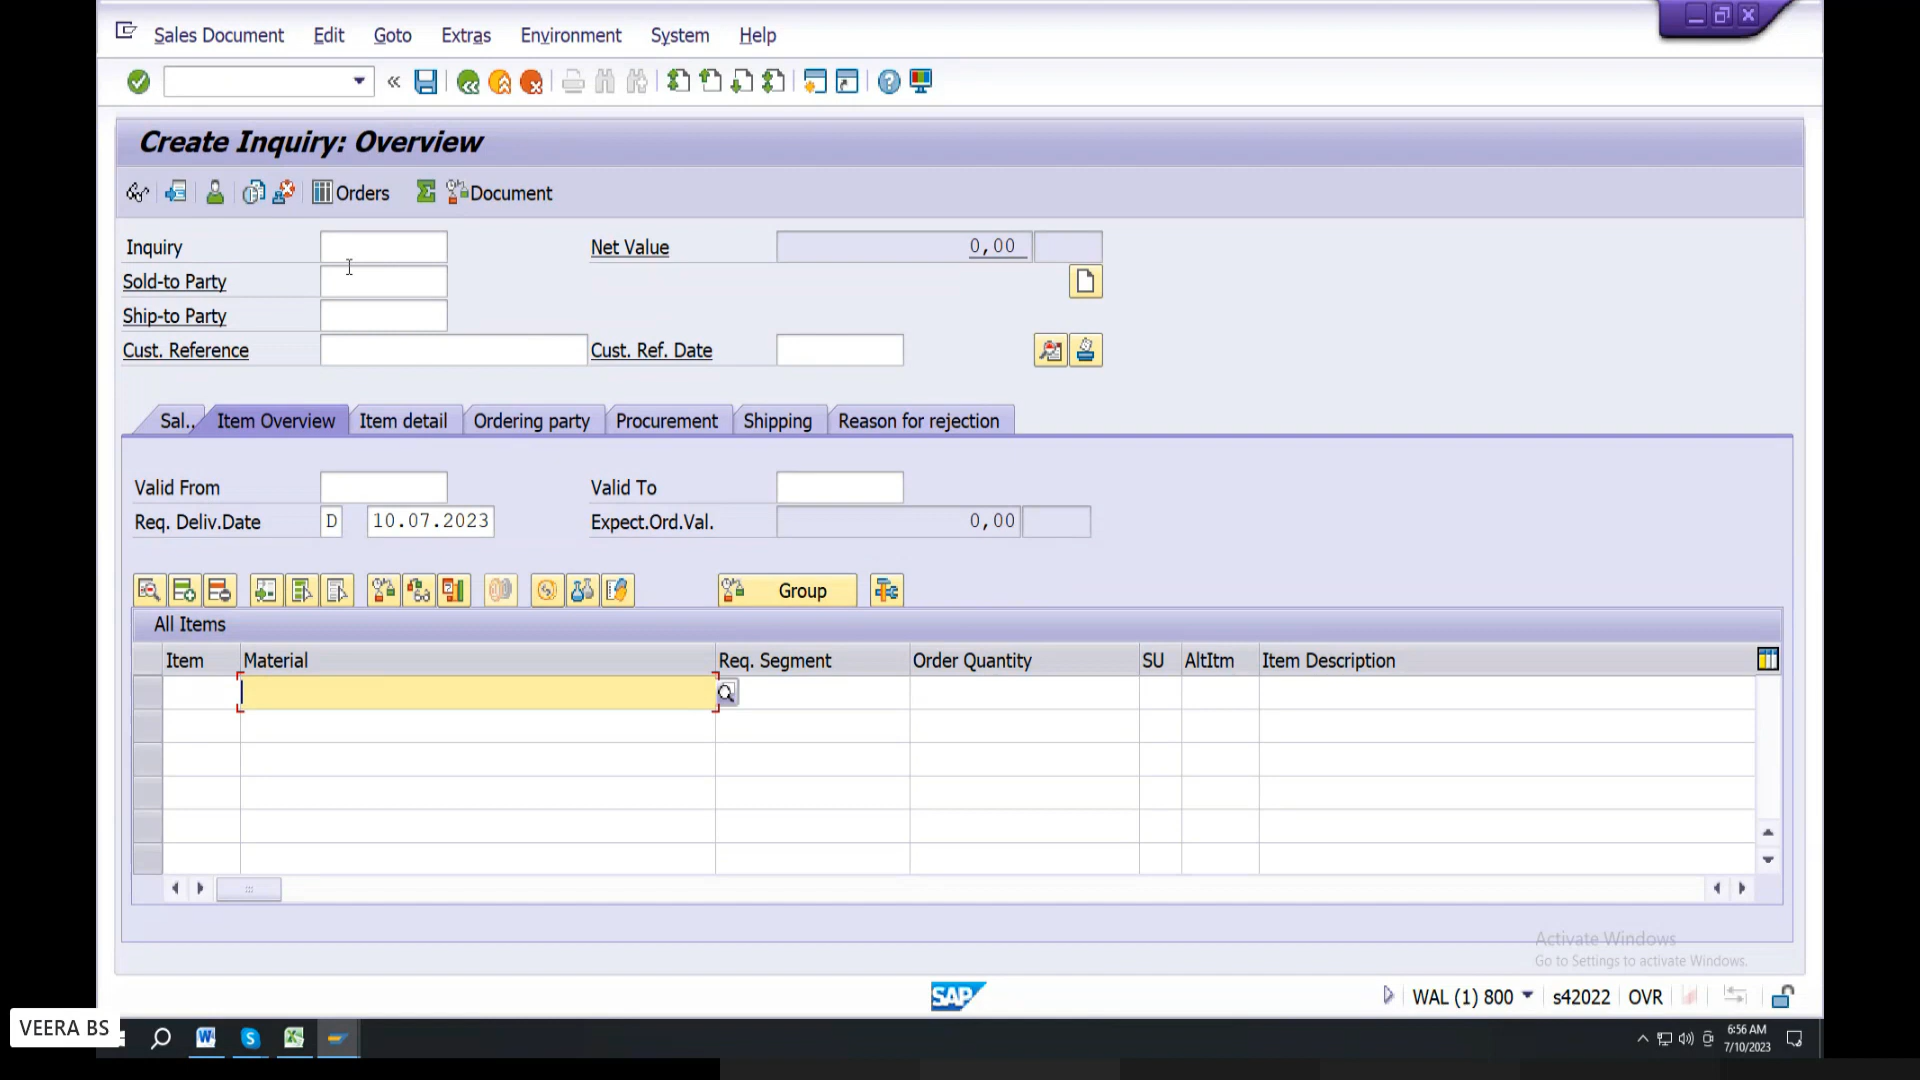 Sales Document Edit Goto Extras Environment System Help
Create Inquiry: Overview
Orders Document
Inquiry Net Value 0,00
Sold-to Party
Ship-to Party
Cust. Reference Cust. Ref. Date
Sal.. Item Overview Item detail Ordering party Procurement Shipping Reason for rejection
Valid From Valid To
Req. Deliv.Date D 10.07.2023 Expect.Ord.Val. 0,00
Group
All Items
Item Material Req. Segment Order Quantity SU AltItm Item Description
Activate Windows
Go to Settings to activate Windows.
SAP WAL (1) 800 s42022 OVR
VEERA BS
6:56 AM
7/10/2023